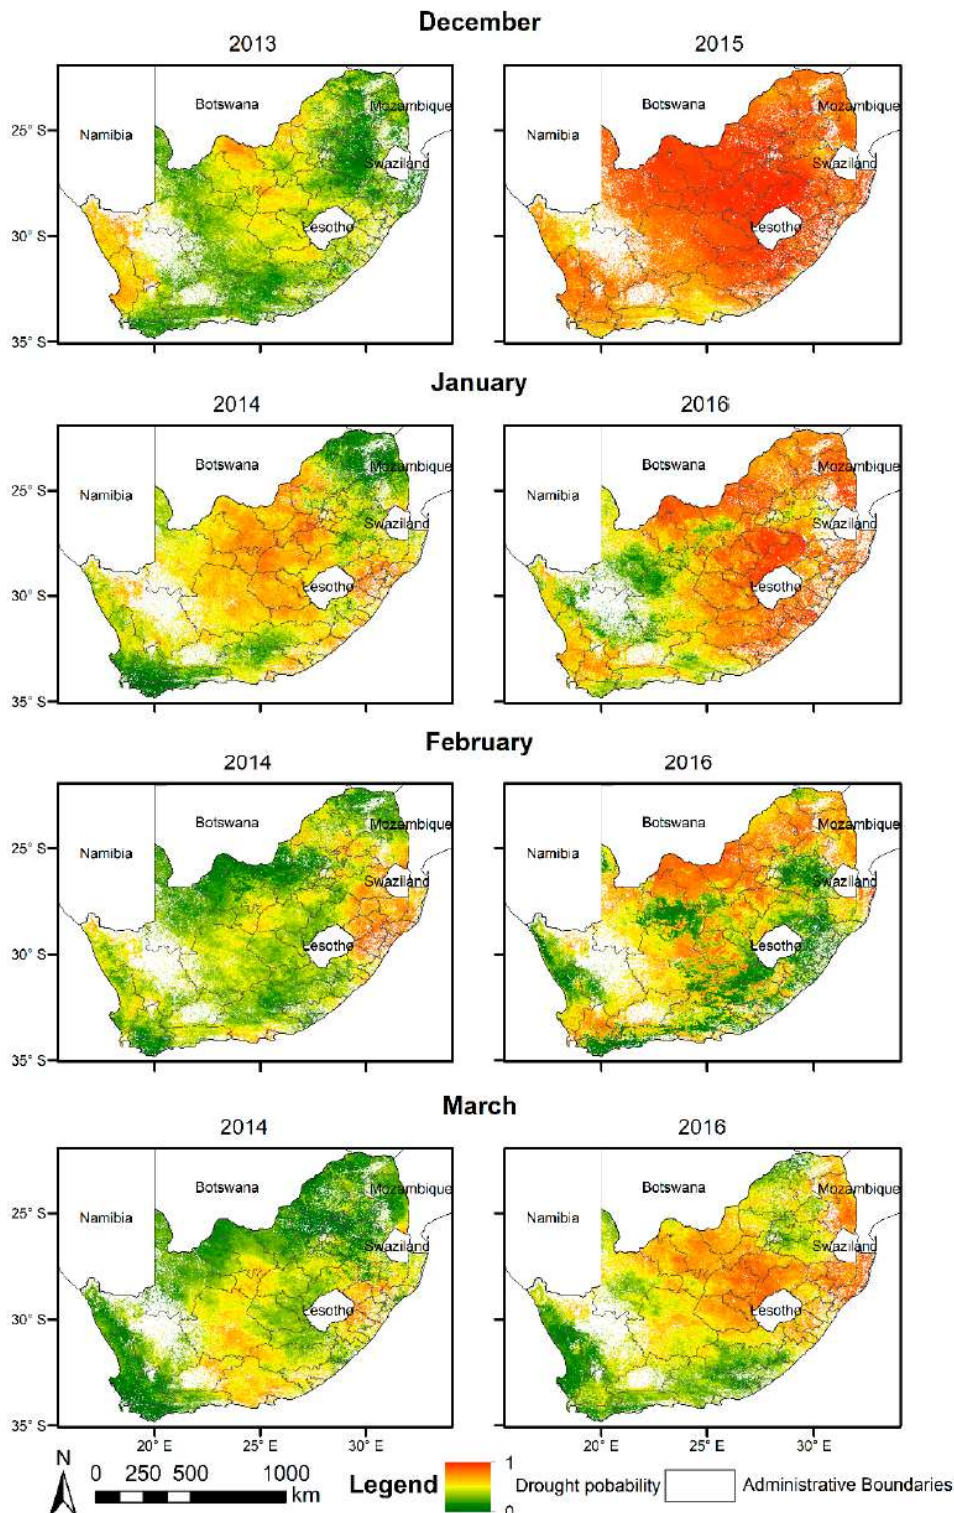 December
2013 2015
Botswana Mozambique Botswana Mozambique
25° S Namibia Namibia
Swaziland Swaziland
30° S Lesotho Lesotho
35° S
January
2014 2016
Botswana Mozambique Botswana Mozambique
25° S Namibia Namibia
Swaziland Swaziland
30° S Lesotho Lesotho
35° S
February
2014 2016
Botswana Mozambique Botswana Mozambique
25° S Namibia Namibia
Swaziland Swaziland
30° S Lesotho Lesotho
35° S
March
2014 2016
Botswana Mozambique Botswana Mozambique
25° S Namibia Namibia
Swaziland Swaziland
30° S Lesotho Lesotho
35° S
20° E 25° E 30° E 20° E 25° E 30° E
N
0 250 500 1000
km
Legend
1
0
Drought pobability
Administrative Boundaries